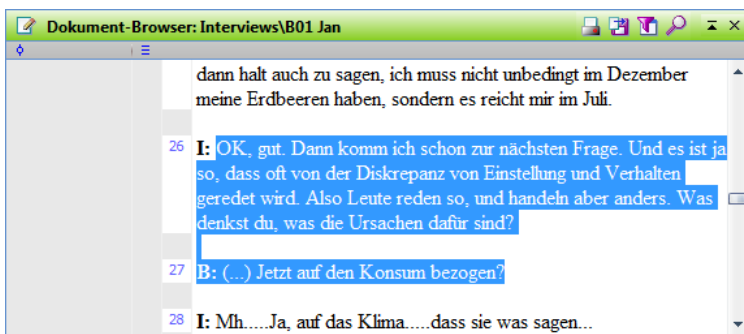 Dokument-Browser: Interviews\B01 Jan
dann halt auch zu sagen, ich muss nicht unbedingt im Dezember
meine Erdbeeren haben, sondern es reicht mir im Juli.
26 I: OK, gut. Dann komm ich schon zur nächsten Frage. Und es ist ja
so, dass oft von der Diskrepanz von Einstellung und Verhalten
geredet wird. Also Leute reden so, und handeln aber anders. Was
denkst du, was die Ursachen dafür sind?
27 B: (...) Jetzt auf den Konsum bezogen?
28 I: Mh.....Ja, auf das Klima.....dass sie was sagen...